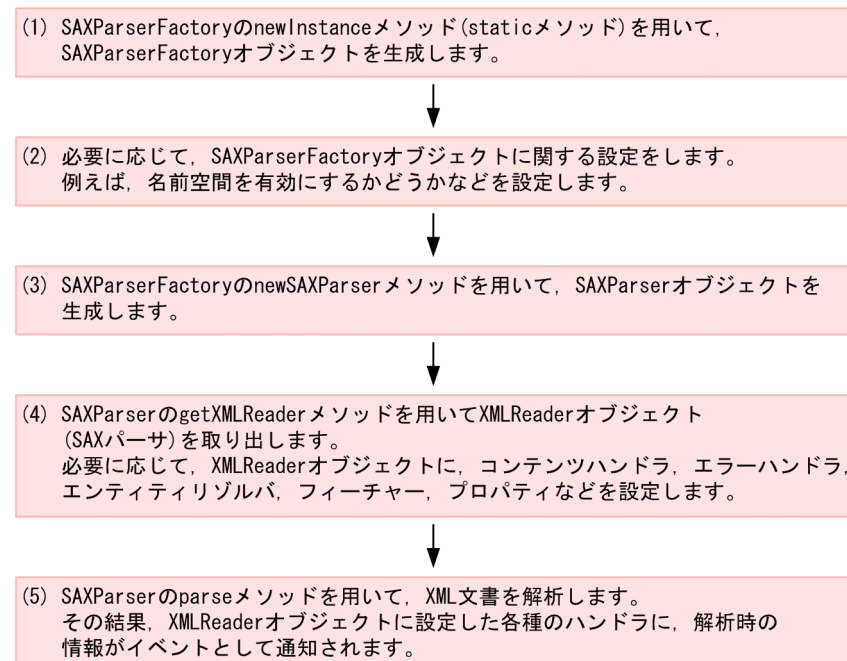 (1) SAXParserFactoryのnewInstanceメソッド(staticメソッド)を用いて，
SAXParserFactoryオブジェクトを生成します。
(2) 必要に応じて，SAXParserFactoryオブジェクトに関する設定をします。
例えば，名前空間を有効にするかどうかなどを設定します。
(3) SAXParserFactoryのnewSAXParserメソッドを用いて，SAXParserオブジェクトを
生成します。
(4) SAXParserのgetXMLReaderメソッドを用いてXMLReaderオブジェクト
(SAXパーサ)を取り出します。
必要に応じて，XMLReaderオブジェクトに，コンテンツハンドラ，エラーハンドラ，
エンティティリゾルバ，フィーチャー，プロパティなどを設定します。
(5) SAXParserのparseメソッドを用いて，XML文書を解析します。
その結果，XMLReaderオブジェクトに設定した各種のハンドラに，解析時の
情報がイベントとして通知されます。